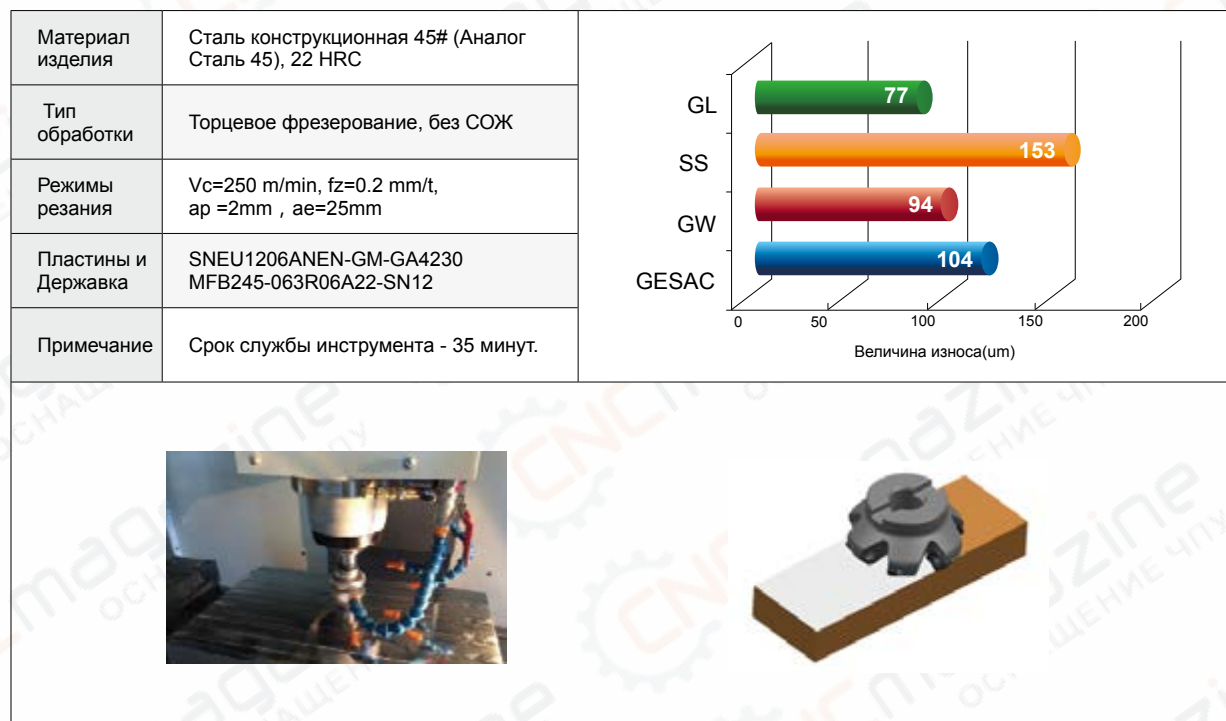 Материал
изделия
Сталь конструкционная 45# (Аналог
Сталь 45), 22 HRC
Тип
обработки
Торцевое фрезерование, без СОЖ
Режимы
резания
Vc=250 m/min, fz=0.2 mm/t,
ap =2mm , ae=25mm
Пластины и
Державка
SNEU1206ANEN-GM-GA4230
MFB245-063R06A22-SN12
Примечание
Срок службы инструмента - 35 минут.
GL
77
SS
153
GW
94
GESAC
104
0 50 100 150 200
Величина износа(um)